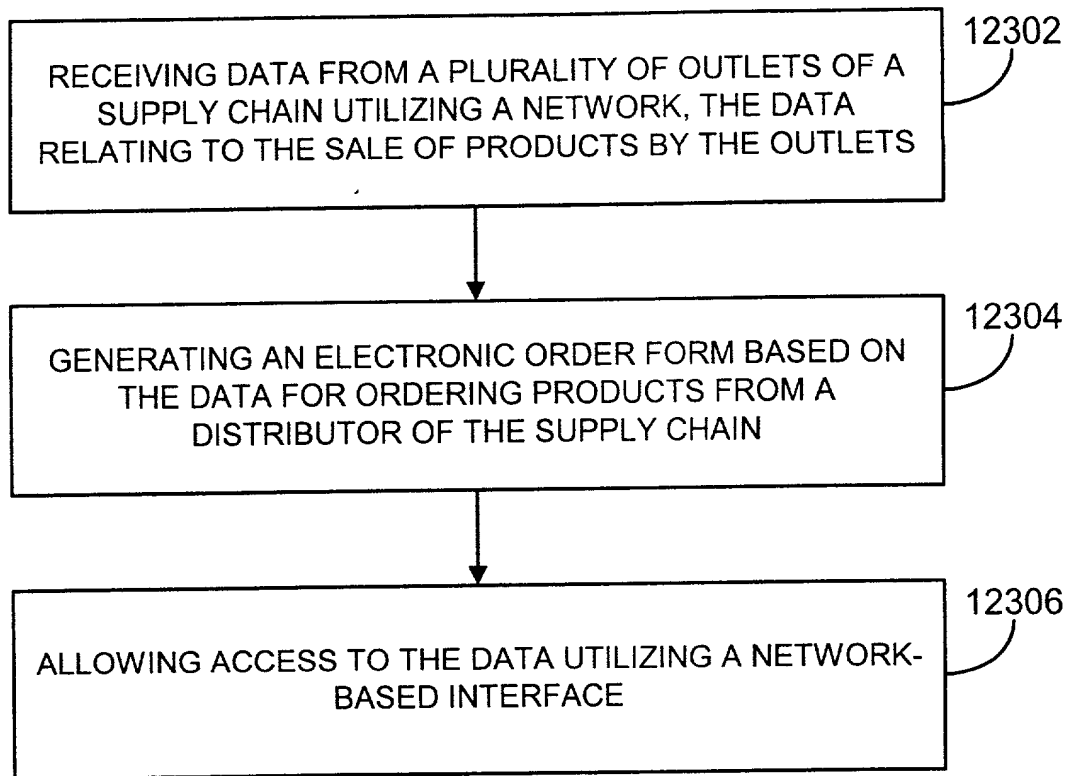 12302
RECEIVING DATA FROM A PLURALITY OF OUTLETS OF A
SUPPLY CHAIN UTILIZING A NETWORK, THE DATA
RELATING TO THE SALE OF PRODUCTS BY THE OUTLETS
12304
GENERATING AN ELECTRONIC ORDER FORM BASED ON
THE DATA FOR ORDERING PRODUCTS FROM A
DISTRIBUTOR OF THE SUPPLY CHAIN
12306
ALLOWING ACCESS TO THE DATA UTILIZING A NETWORK-
BASED INTERFACE